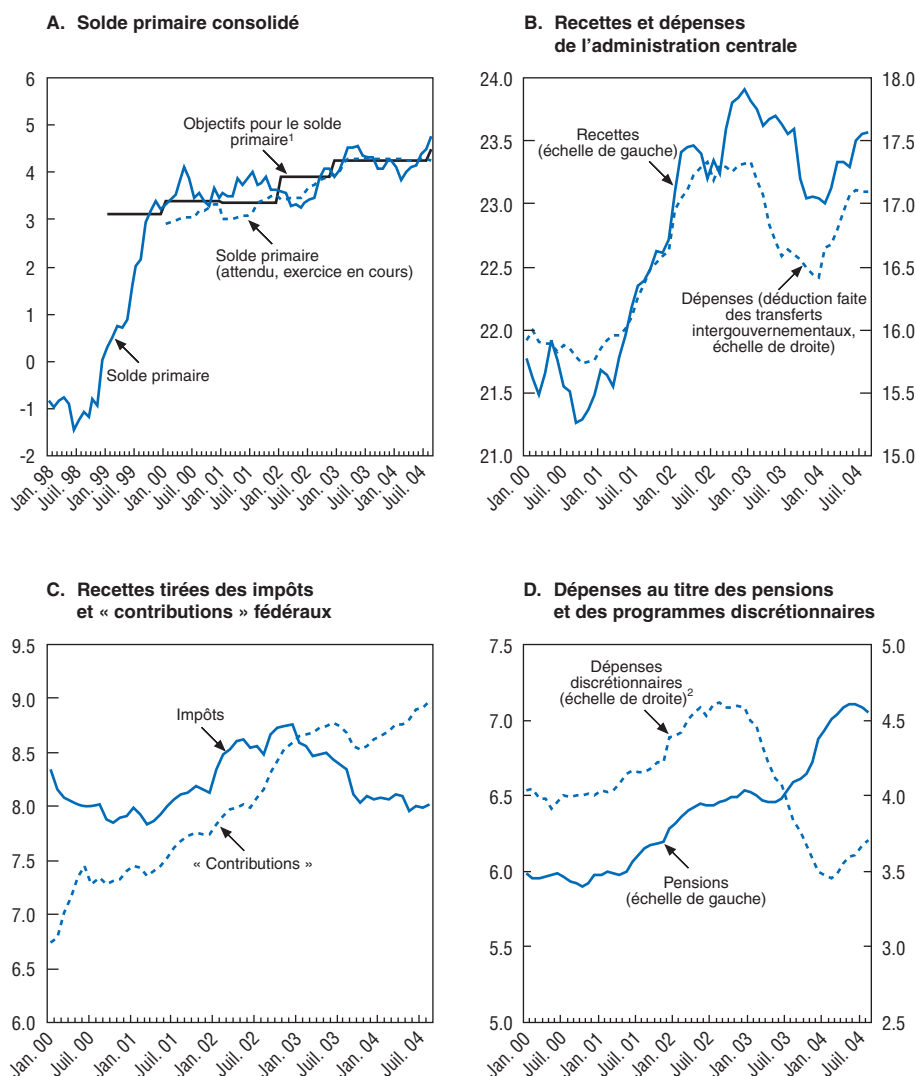 A. Solde primaire consolidé
6
5
4
3
2
1
0
-1
-2
Objectifs pour le solde
primaire1
Solde primaire
(attendu, exercice en cours)
Solde primaire
Jan. 98
Juil. 98
Jan. 99
Juil. 99
Jan. 00
Juil. 00
Jan. 01
Juil. 01
Jan. 02
Juil. 02
Jan. 03
Juil. 03
Jan. 04
Juil. 04
B. Recettes et dépenses
de l'administration centrale
24.0
23.5
23.0
22.5
22.0
21.5
21.0
18.0
17.5
17.0
16.5
16.0
15.5
15.0
Recettes
(échelle de gauche)
Dépenses (déduction faite
des transferts
intergouvernementaux,
échelle de droite)
Jan. 00
Juil. 00
Jan. 01
Juil. 01
Jan. 02
Juil. 02
Jan. 03
Juil. 03
Jan. 04
Juil. 04
C. Recettes tirées des impôts
et « contributions » fédéraux
9.5
9.0
8.5
8.0
7.5
7.0
6.5
6.0
Impôts
« Contributions »
Jan. 00
Juil. 00
Jan. 01
Juil. 01
Jan. 02
Juil. 02
Jan. 03
Juil. 03
Jan. 04
Juil. 04
D. Dépenses au titre des pensions
et des programmes discrétionnaires
7.5
7.0
6.5
6.0
5.5
5.0
5.0
4.5
4.0
3.5
3.0
2.5
Dépenses
discrétionnaires
(échelle de droite)2
Pensions
(échelle de gauche)
Jan. 00
Juil. 00
Jan. 01
Juil. 01
Jan. 02
Juil. 02
Jan. 03
Juil. 03
Jan. 04
Juil. 04